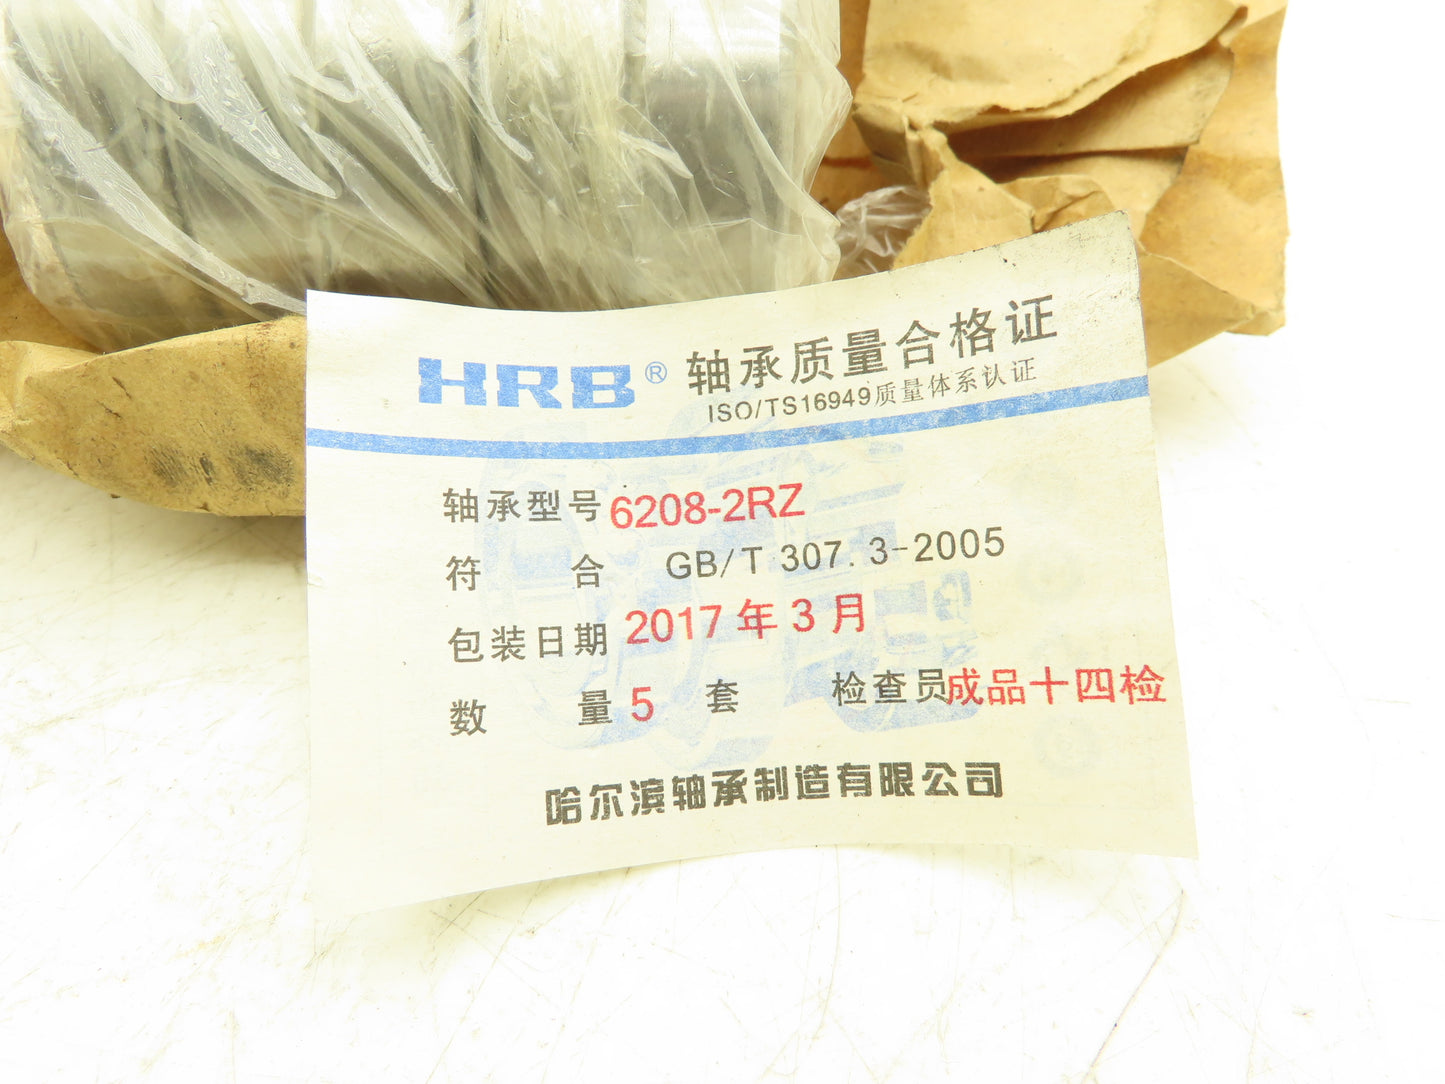 HRB® 轴承质量合格证
ISO/TS16949质量体系认证
轴承型号 6208-2RZ
符 合 GB/T 307.3-2005
包装日期 2017年3月
数 量 5 套 检查员 成品十四检
哈尔滨轴承制造有限公司